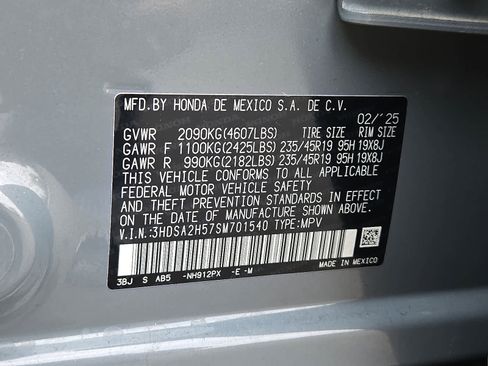 MFD.BY HONDA DE MEXICO S.A. DE C.V.
02/'25
GVWR 2090KG(4607LBS) TIRE SIZE RIM SIZE
GAWR F 1100KG(2425LBS) 235/45R19 95H 19X8J
GAWR R 990KG(2182LBS) 235/45R19 95H 19X8J
THIS VEHICLE CONFORMS TO ALL APPLICABLE
FEDERAL MOTOR VEHICLE SAFETY
AND THEFT PREVENTION STANDARDS IN EFFECT
ON THE DATE OF MANUFACTURE SHOWN ABOVE.
V.I.N.:3HDSA2H57SM701540 TYPE:MPV
3BJ S AB5 -NH912PX -E -M
MADE IN MEXICO